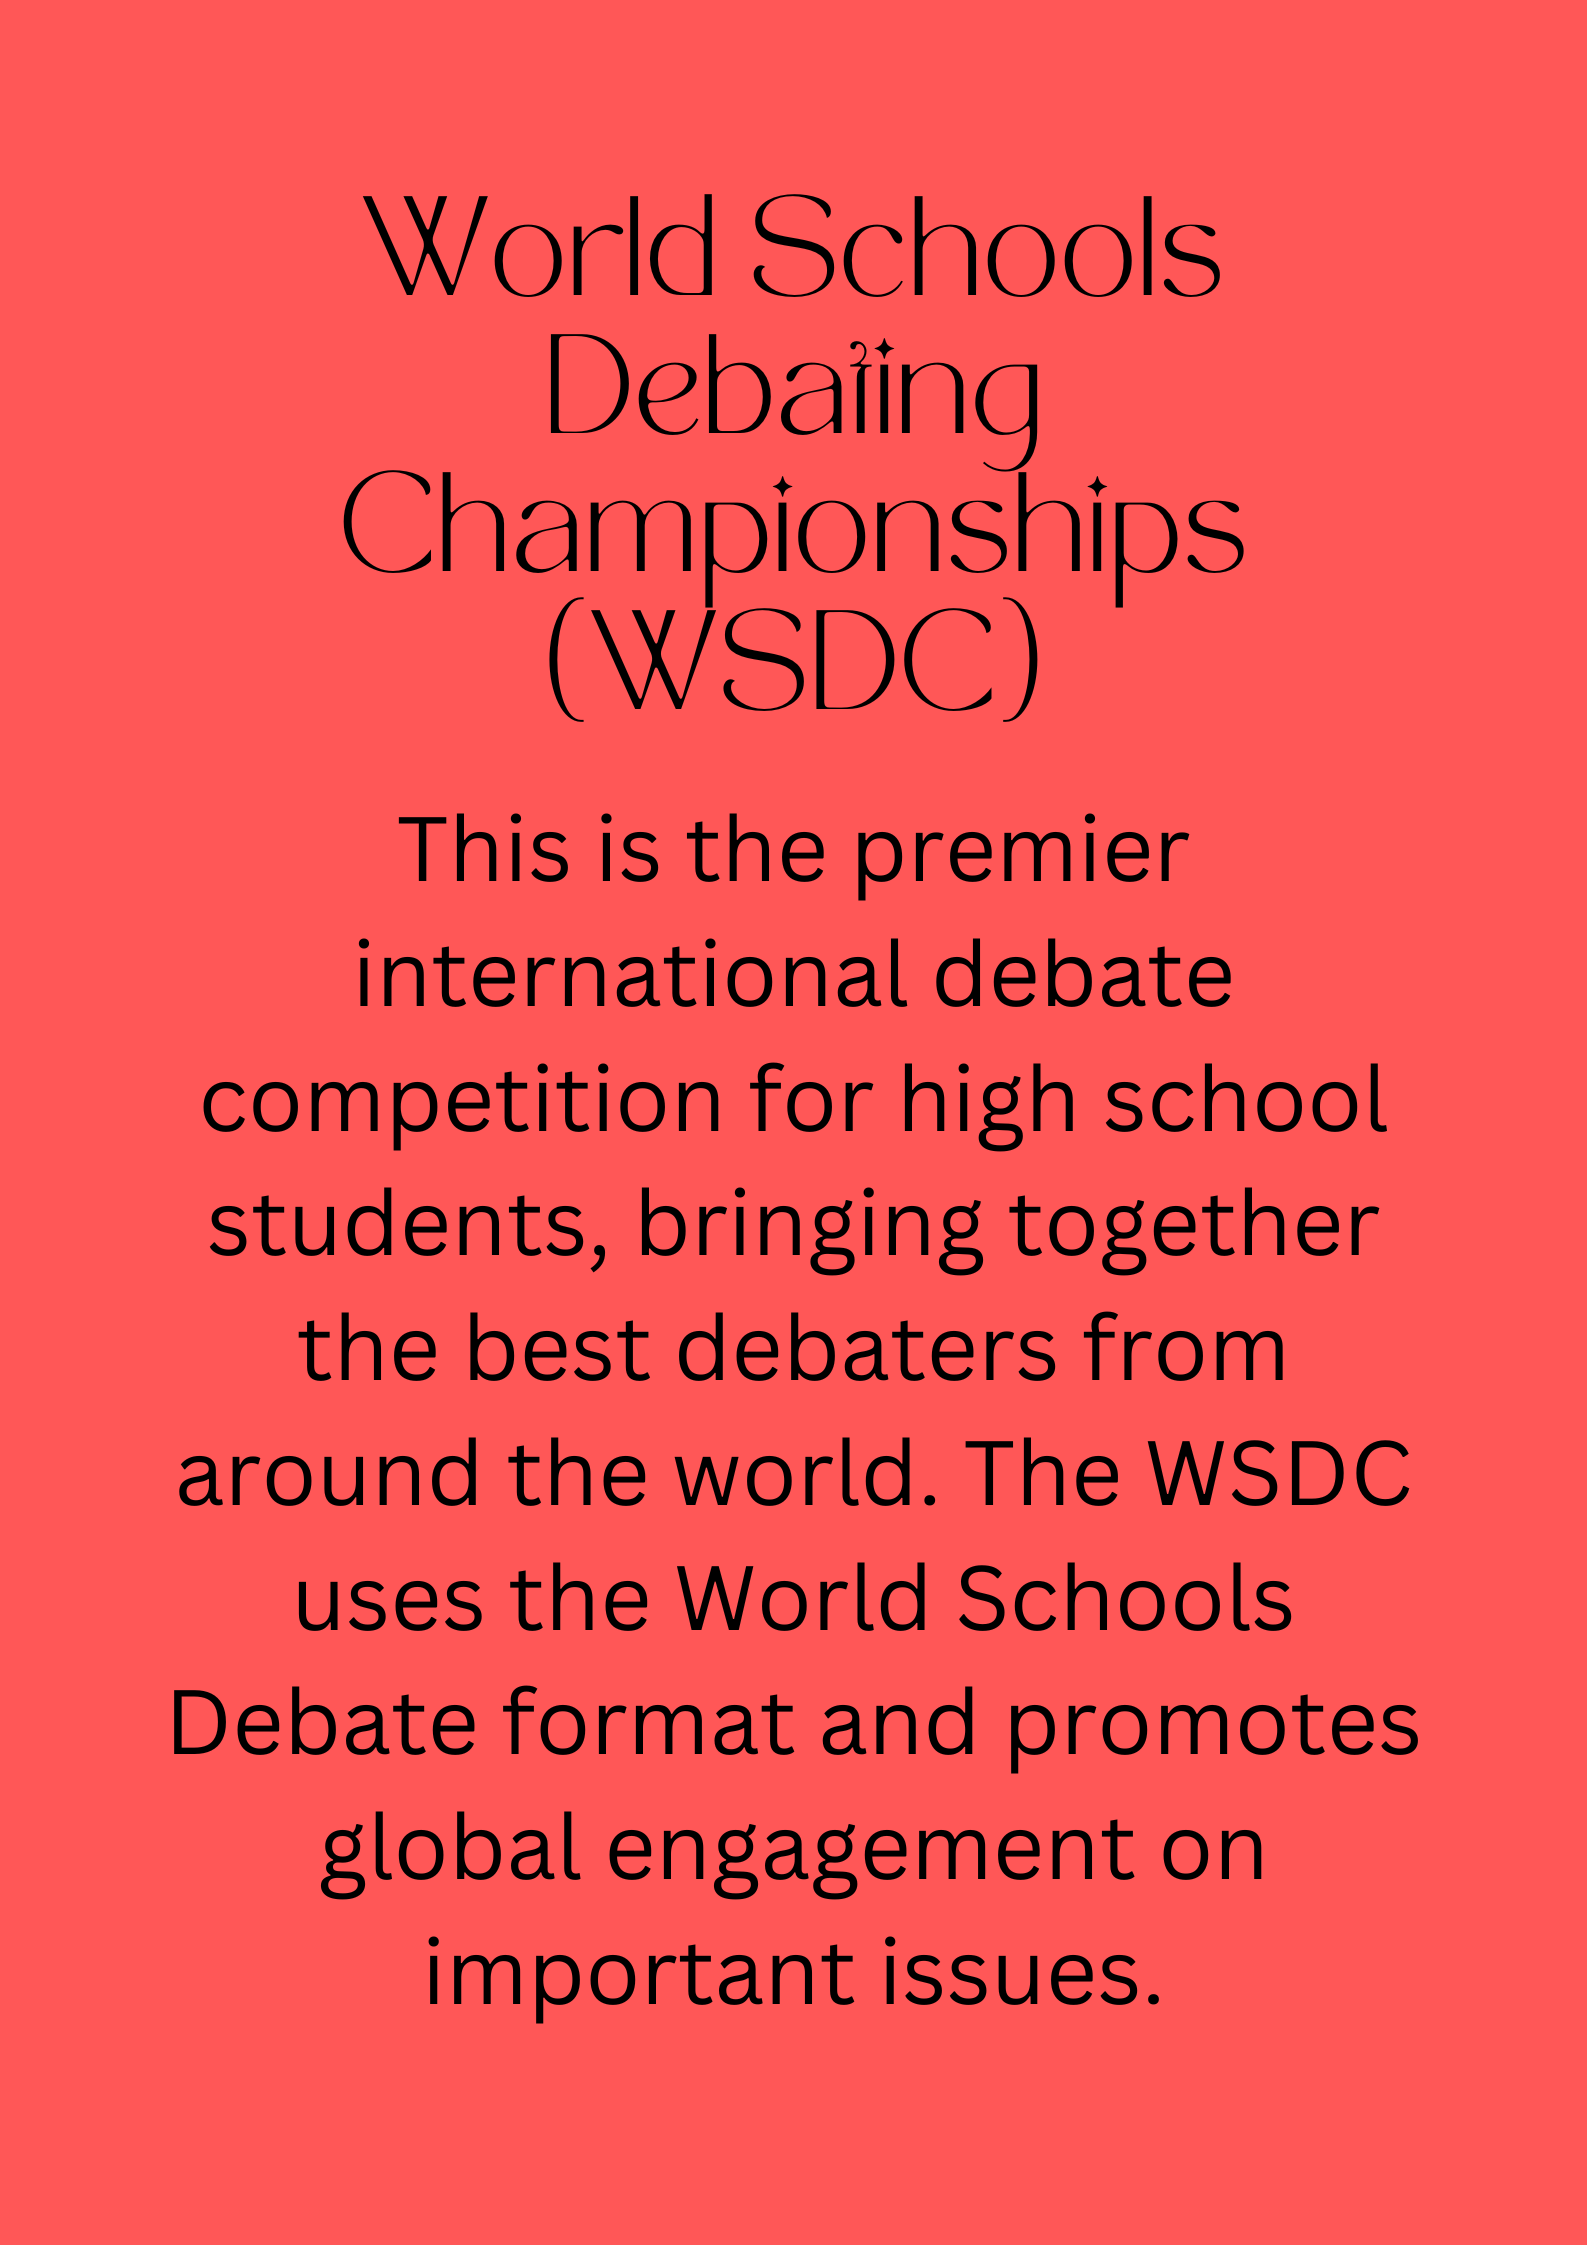 World Schools
Debating
Championships
(WSDC)
This is the premier
international debate
competition for high school
students, bringing together
the best debaters from
around the world. The WSDC
uses the World Schools
Debate format and promotes
global engagement on
important issues.